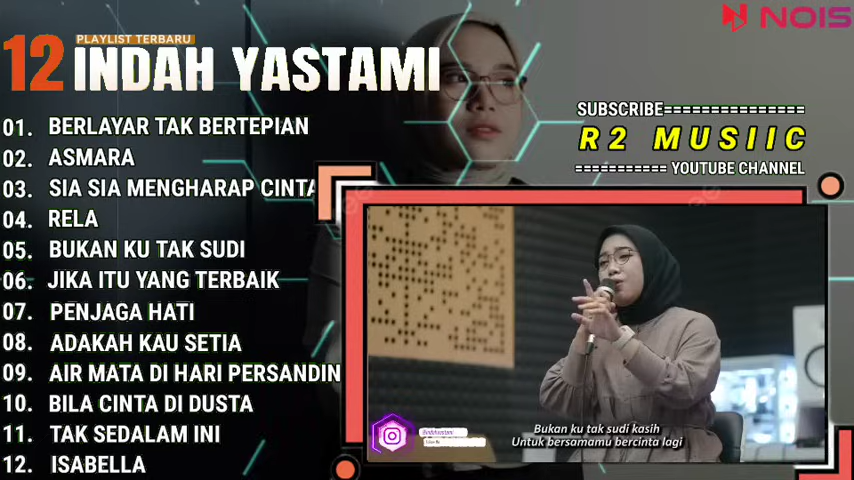 PLAYLIST TERBARU
12 INDAH YASTAMI
01. BERLAYAR TAK BERTEPIAN
02. ASMARA
03. SIA SIA MENGHARAP CINTA
04. RELA
05. BUKAN KU TAK SUDI
06. JIKA ITU YANG TERBAIK
07. PENJAGA HATI
08. ADAKAH KAU SETIA
09. AIR MATA DI HARI PERSANDIN
10. BILA CINTA DI DUSTA
11. TAK SEDALAM INI
12. ISABELLA
NOIS
SUBSCRIBE===============
R2 MUSIIC
=========== YOUTUBE CHANNEL
Bukan ku tak sudi kasih
Untuk bersamamu bercinta lagi